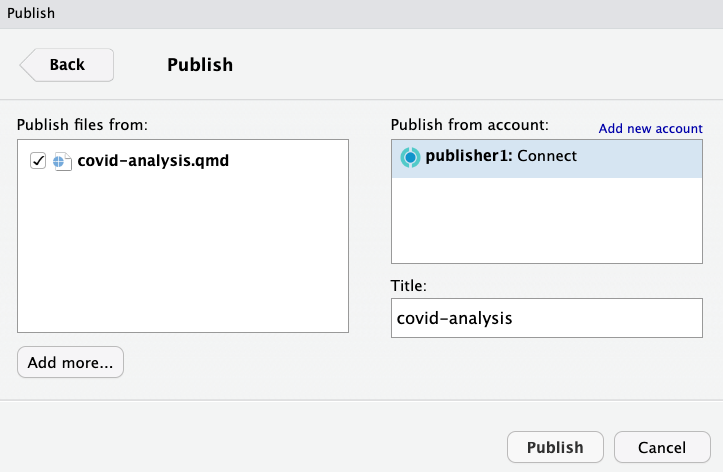 Publish
Back
Publish
Publish files from:
covid-analysis.qmd
Add more...
Publish from account:
Add new account
publisher1: Connect
Title:
covid-analysis
Publish
Cancel